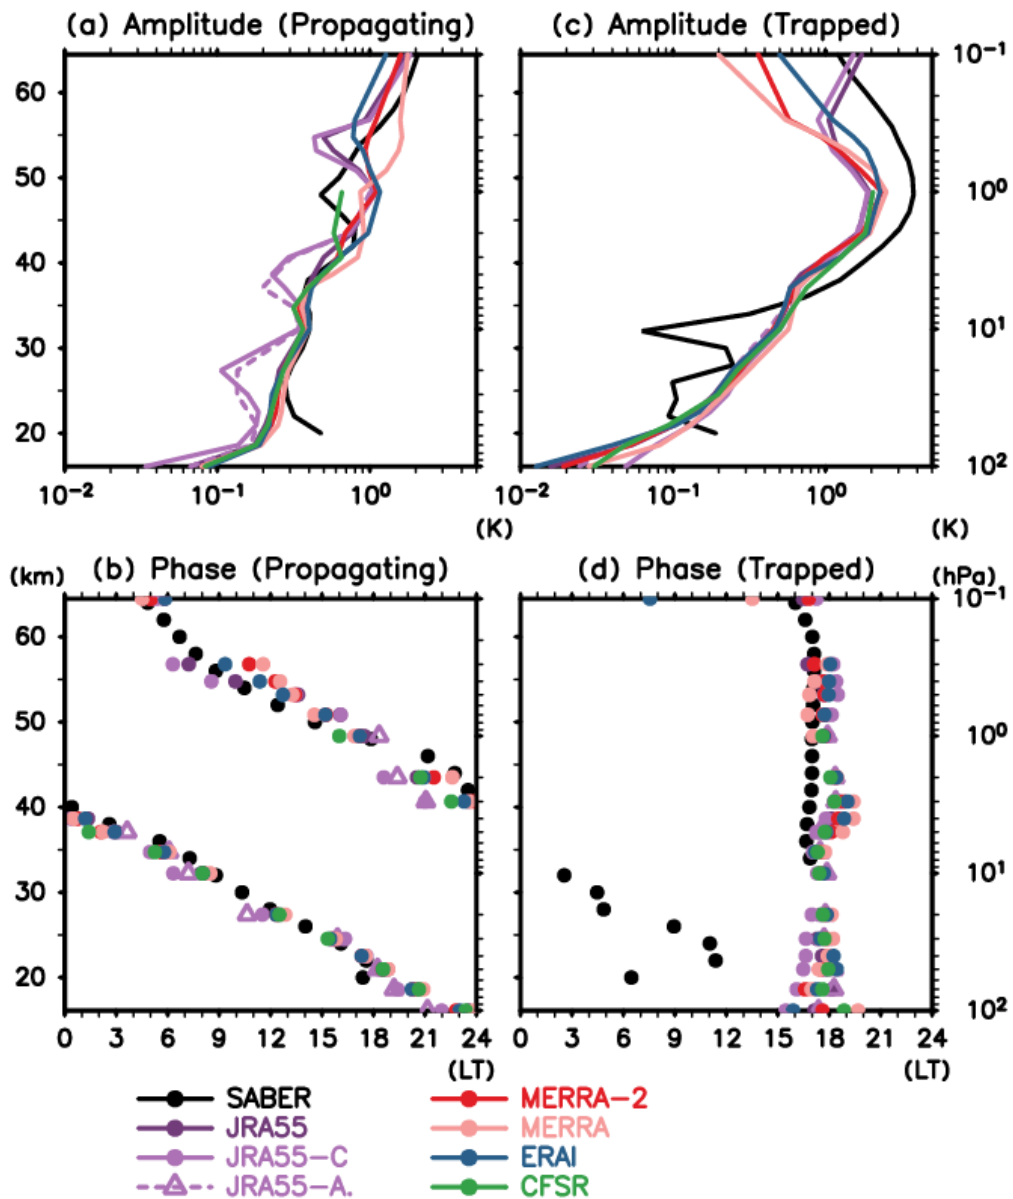 (a) Amplitude (Propagating)
(c) Amplitude (Trapped)
60
50
40
30
20
10⁻¹
10⁰
10¹
10²
10⁻² 10⁻¹ 10⁰
(K)
10⁻² 10⁻¹ 10⁰
(K)
(km) (b) Phase (Propagating)
(d) Phase (Trapped) (hPa)
60
50
40
30
20
10⁻¹
10⁰
10¹
10²
0 3 6 9 12 15 18 21 24
(LT)
0 3 6 9 12 15 18 21 24
(LT)
SABER
JRA55
JRA55-C
JRA55-A.
MERRA-2
MERRA
ERAI
CFSR